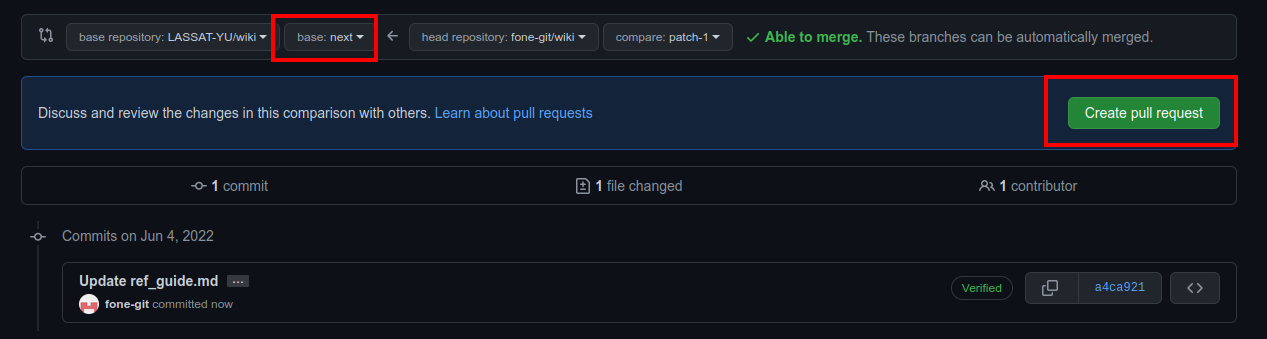 base repository: LASSAT-YU/wiki base: next head repository: fone-git/wiki compare: patch-1 Able to merge. These branches can be automatically merged.
Discuss and review the changes in this comparison with others. Learn about pull requests Create pull request
1 commit 1 file changed 1 contributor
Commits on Jun 4, 2022
Update ref_guide.md ...
Verified a4ca921
fone-git committed now